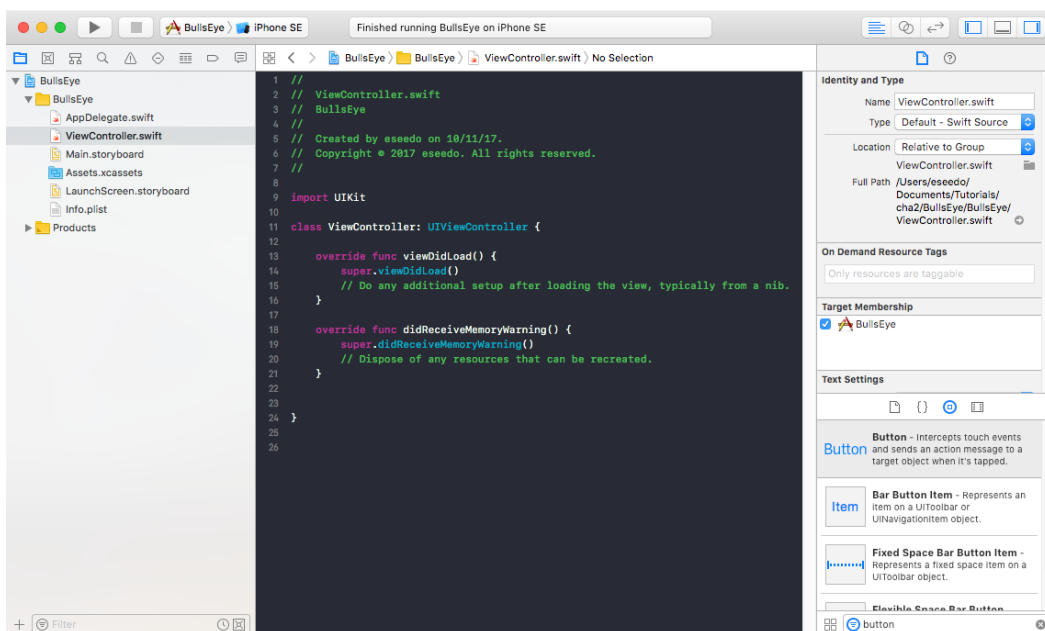 BullsEye iPhone SE
Finished running BullsEye on iPhone SE
BullsEye BullsEye ViewController.swift No Selection
BullsEye
BullsEye
AppDelegate.swift
ViewController.swift
Main.storyboard
Assets.xcassets
LaunchScreen.storyboard
Info.plist
Products
Filter
1 //
2 // ViewController.swift
3 // BullsEye
4 //
5 // Created by eseedo on 10/11/17.
6 // Copyright © 2017 eseedo. All rights reserved.
7 //
8
9 import UIKit
10
11 class ViewController: UIViewController {
12
13 override func viewDidLoad() {
14 super.viewDidLoad()
15 // Do any additional setup after loading the view, typically from a nib.
16 }
17
18 override func didReceiveMemoryWarning() {
19 super.didReceiveMemoryWarning()
20 // Dispose of any resources that can be recreated.
21 }
22
23
24 }
25
26
Identity and Type
Name ViewController.swift
Type Default - Swift Source
Location Relative to Group
ViewController.swift
Full Path /Users/eseedo/
Documents/Tutorials/
cha2/BullsEye/BullsEye/
ViewController.swift
On Demand Resource Tags
Only resources are taggable
Target Membership
BullsEye
Text Settings
{}
Button
Button - Intercepts touch events
and sends an action message to a
target object when it's tapped.
Item
Bar Button Item - Represents an
item on a UIToolbar or
UINavigationItem object.
Fixed Space Bar Button Item -
Represents a fixed space item on a
UIToolbar object.
Flexible Space Bar Button
button